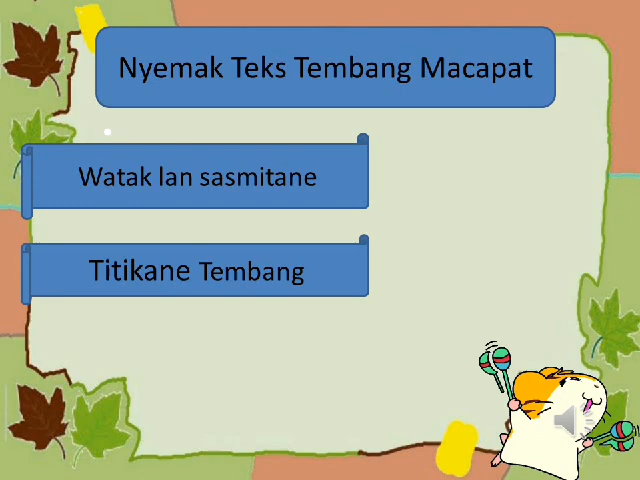 Nyemak Teks Tembang Macapat
Watak lan sasmitane
Titikane Tembang